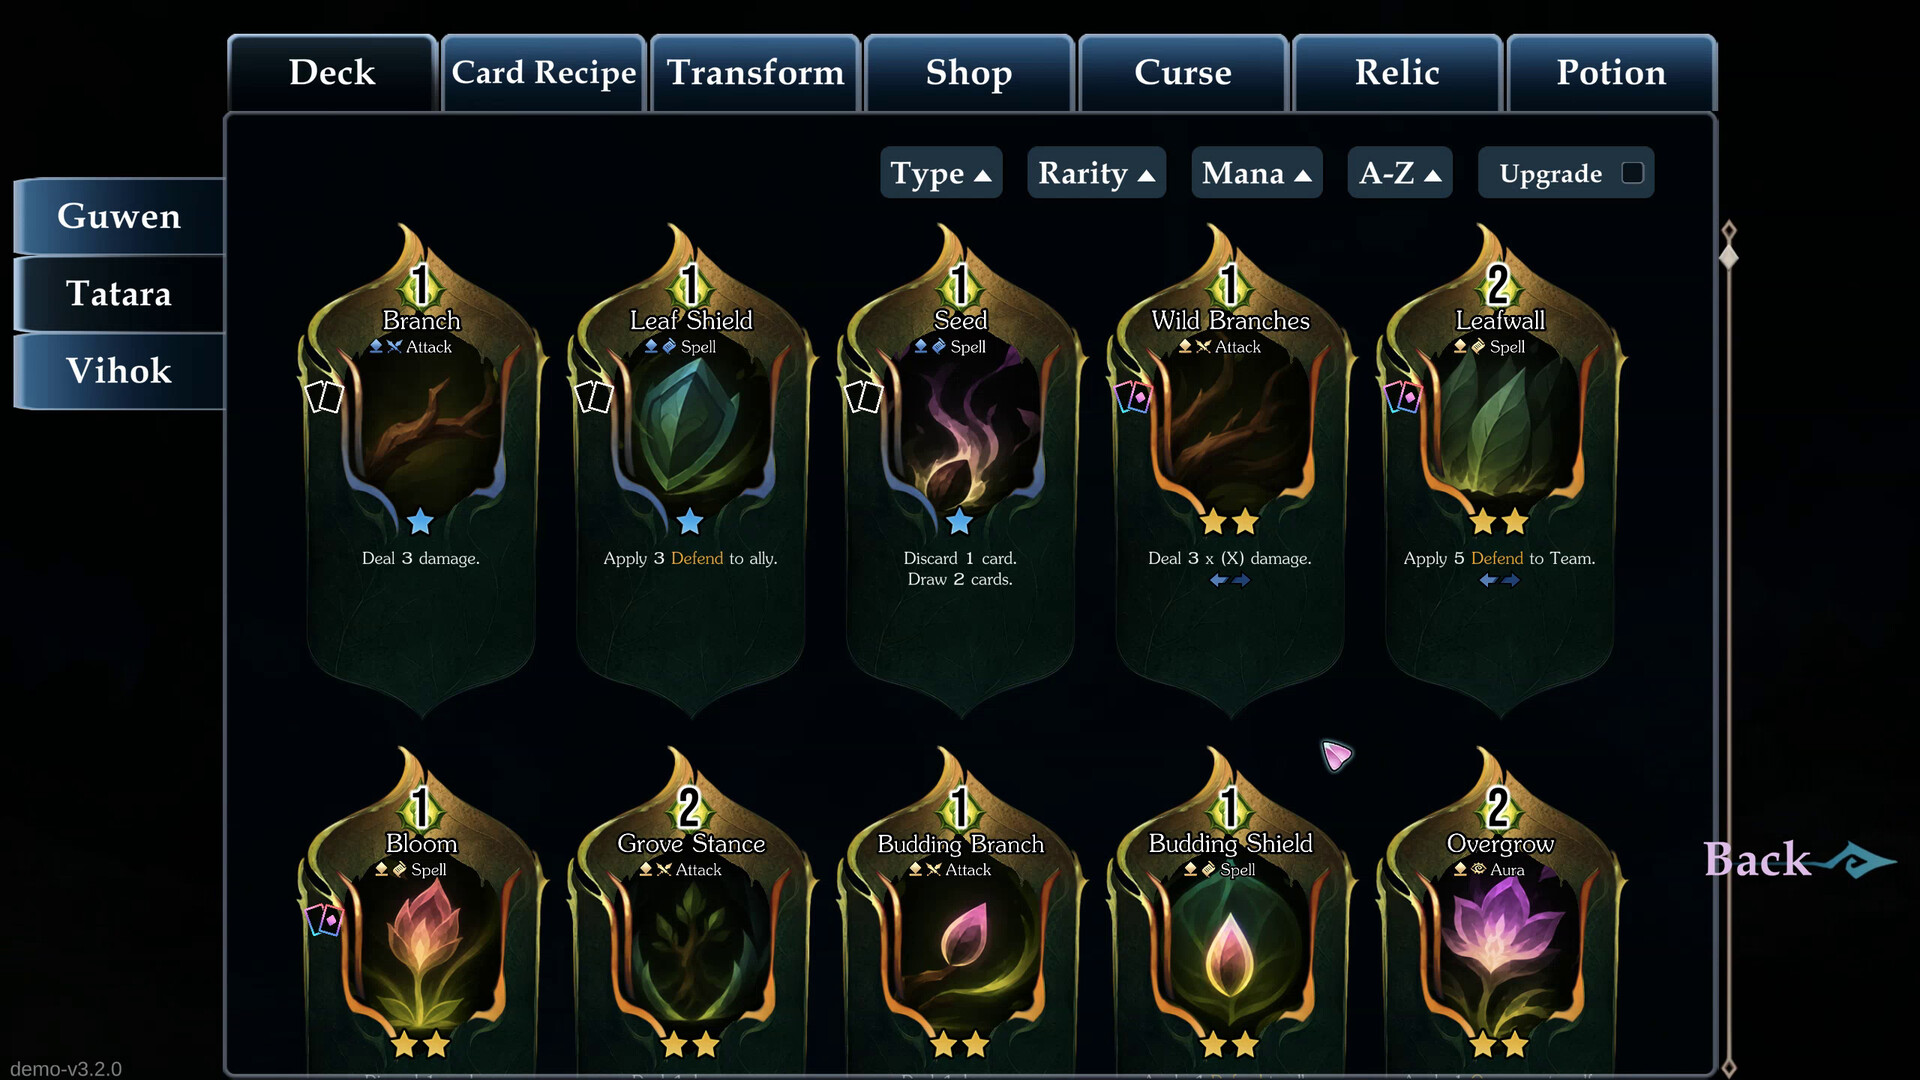 Deck
Card Recipe
Transform
Shop
Curse
Relic
Potion
Type
Rarity
Mana
A-Z
Upgrade
Guwen
Tatara
Vihok
1
Branch
Attack
Deal 3 damage.
1
Leaf Shield
Spell
Apply 3 Defend to ally.
1
Seed
Spell
Discard 1 card.
Draw 2 cards.
1
Wild Branches
Attack
Deal 3 x (X) damage.
2
Leafwall
Spell
Apply 5 Defend to Team.
1
Bloom
Spell
2
Grove Stance
Attack
1
Budding Branch
Attack
1
Budding Shield
Spell
2
Overgrow
Aura
Back
demo-v3.2.0